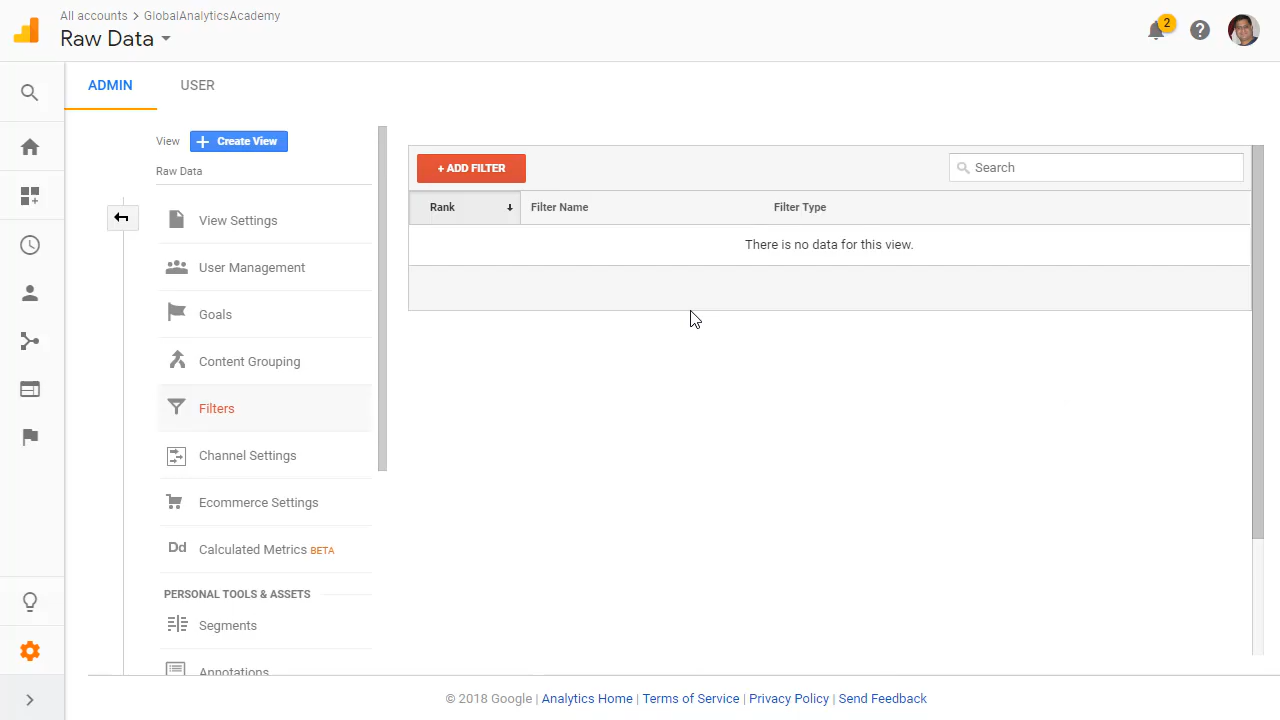 All accounts > GlobalAnalyticsAcademy
Raw Data
2
ADMIN
USER
View
+ Create View
Raw Data
View Settings
User Management
Goals
Content Grouping
Filters
Channel Settings
Ecommerce Settings
Dd Calculated Metrics BETA
PERSONAL TOOLS & ASSETS
Segments
Annotations
+ ADD FILTER
Search
Rank
Filter Name
Filter Type
There is no data for this view.
© 2018 Google | Analytics Home | Terms of Service | Privacy Policy | Send Feedback